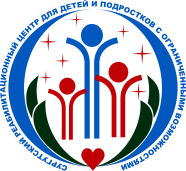 СУРГУТСКИЙ РЕАБИЛИТАЦИОННЫЙ ЦЕНТР ДЛЯ ДЕТЕЙ И ПОДРОСТКОВ С ОГРАНИЧЕННЫМИ ВОЗМОЖНОСТЯМИ